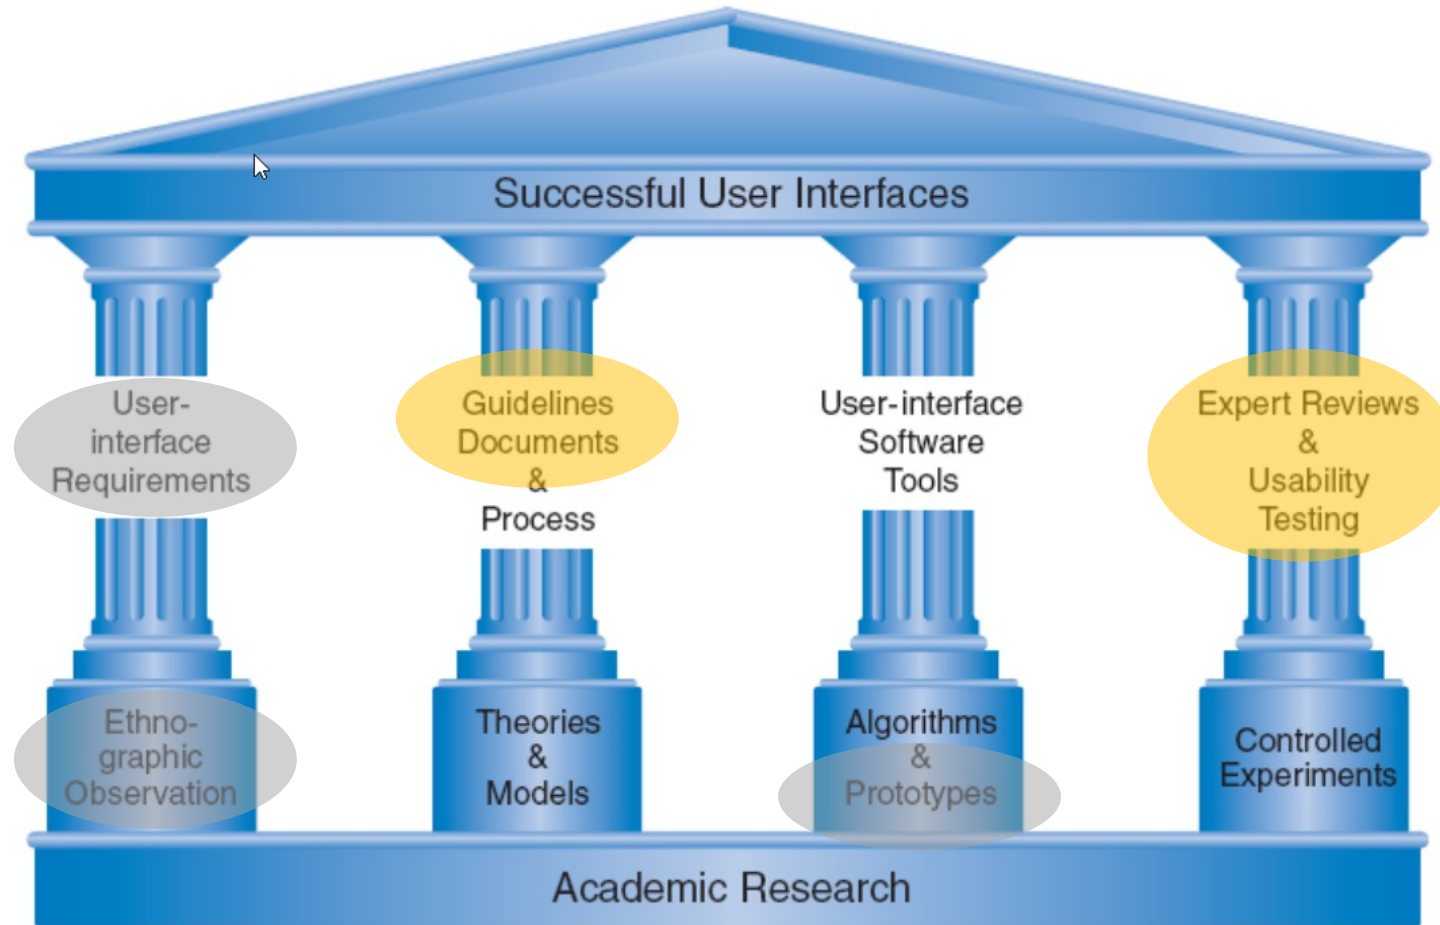 Successful User Interfaces
User-
interface
Requirements
Guidelines
Documents
&
Process
User-interface
Software
Tools
Expert Reviews
&
Usability
Testing
Ethno-
graphic
Observation
Theories
&
Models
Algorithms
&
Prototypes
Controlled
Experiments
Academic Research